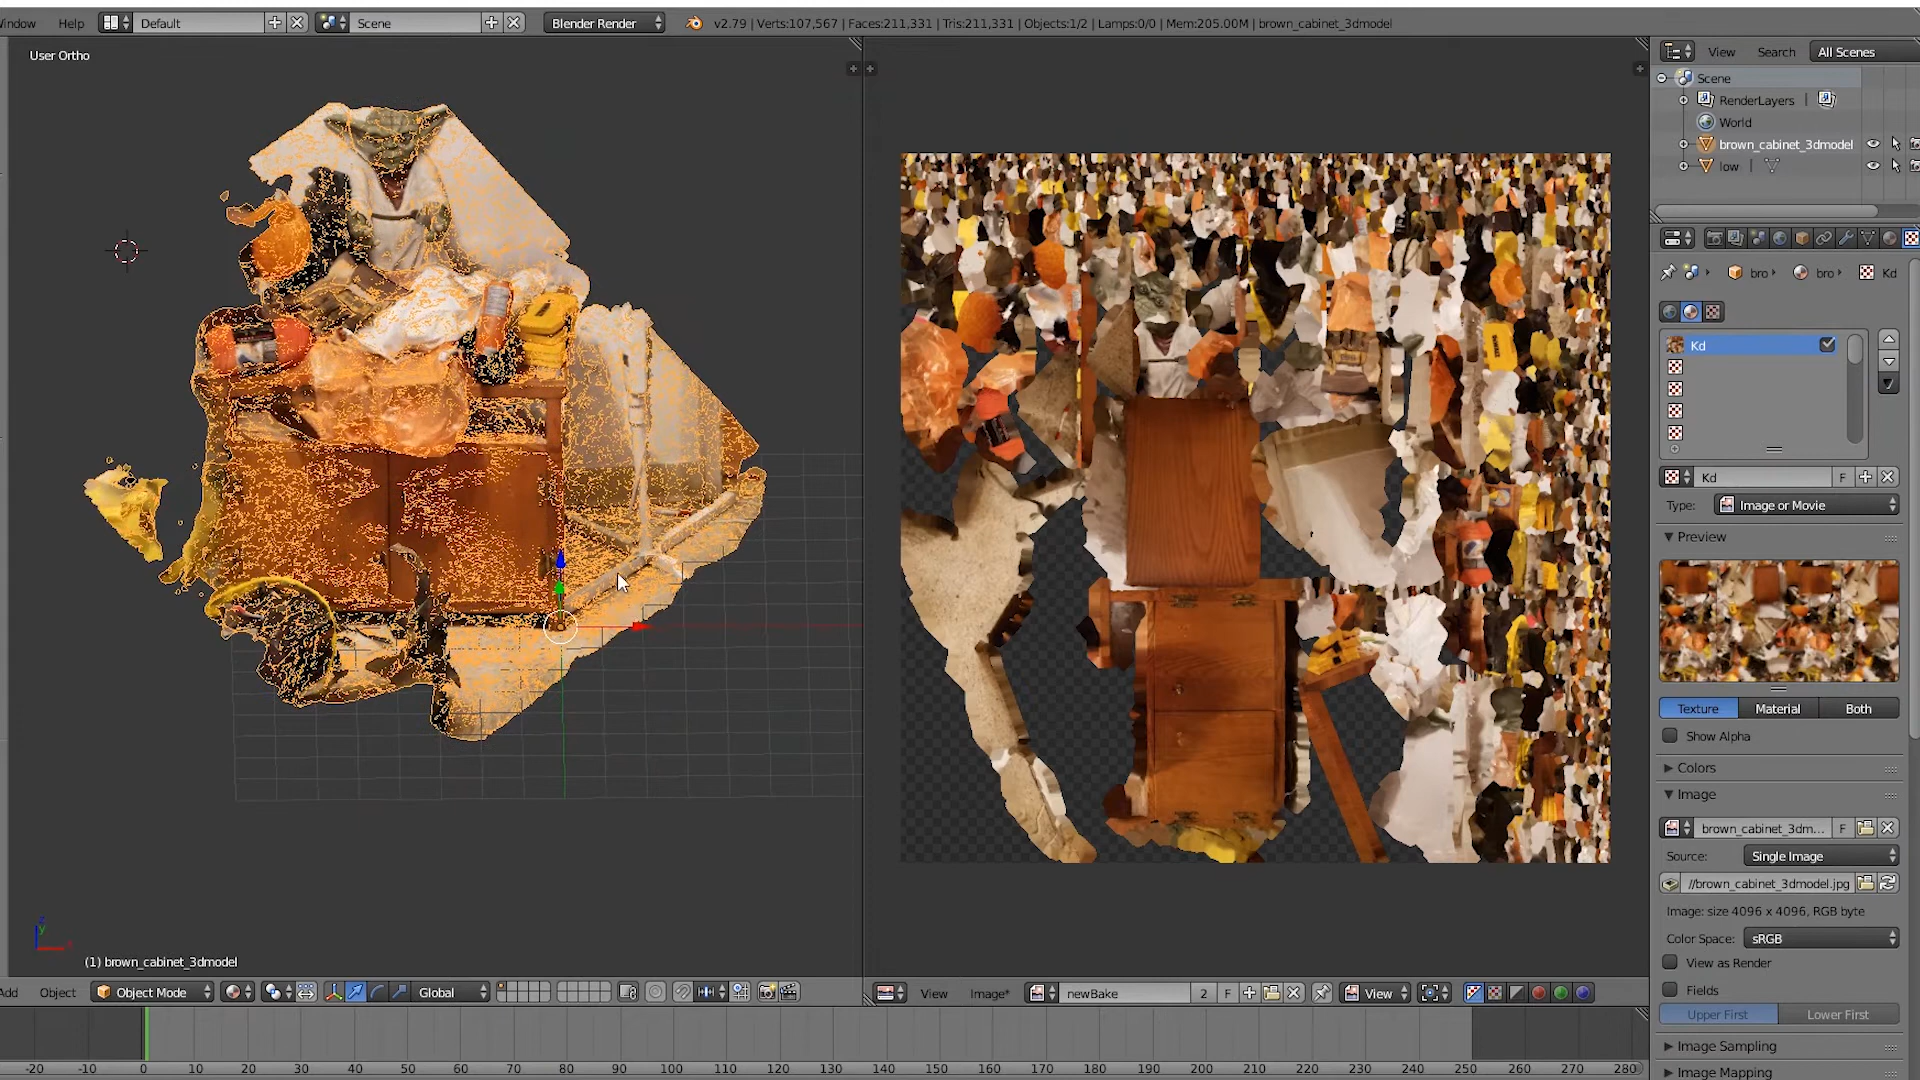 Window Help Default Scene Blender Render v2.79 | Verts:107,567 | Faces:211,331 | Tris:211,331 | Objects:1/2 | Lamps:0/0 | Mem:205.00M | brown_cabinet_3dmodel
User Ortho
View Search All Scenes
Scene
RenderLayers |
World
brown_cabinet_3dmodel
low |
bro bro Kd
Kd
Kd F
Type: Image or Movie
Preview
Texture Material Both
Show Alpha
Colors
Image
brown_cabinet_3dm... F
Source: Single Image
//brown_cabinet_3dmodel.jpg
Image: size 4096 x 4096, RGB byte
Color Space: sRGB
View as Render
Fields
Upper First Lower First
Image Sampling
Image Mapping
(1) brown_cabinet_3dmodel
Add Object Object Mode Global
View Image* newBake 2 F View
-20 -10 0 10 20 30 40 50 60 70 80 90 100 110 120 130 140 150 160 170 180 190 200 210 220 230 240 250 260 270 280